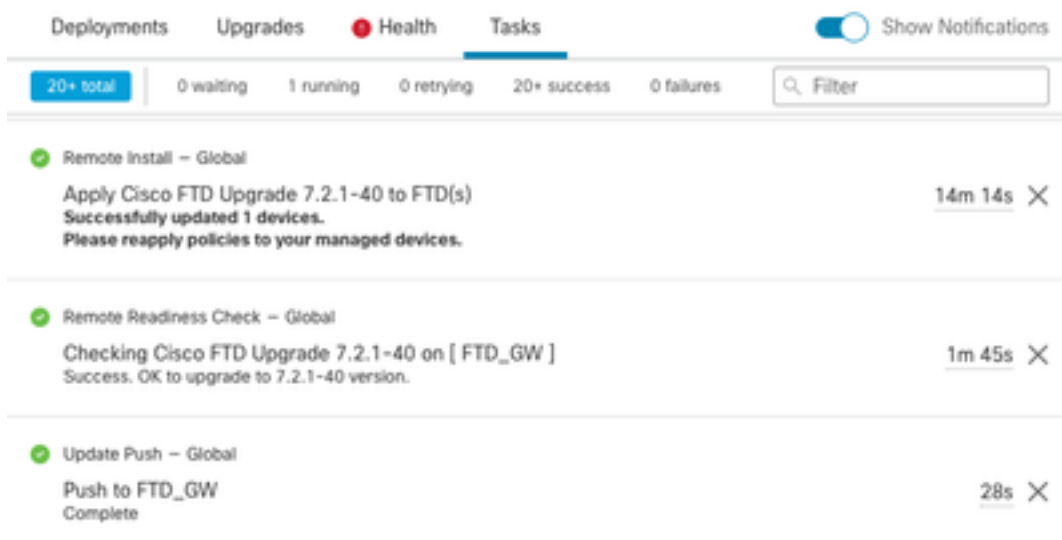 Deployments Upgrades Health Tasks Show Notifications
20+ total 0 waiting 1 running 0 retrying 20+ success 0 failures Filter
Remote Install – Global
Apply Cisco FTD Upgrade 7.2.1-40 to FTD(s) 14m 14s
Successfully updated 1 devices.
Please reapply policies to your managed devices.
Remote Readiness Check – Global
Checking Cisco FTD Upgrade 7.2.1-40 on [ FTD_GW ] 1m 45s
Success. OK to upgrade to 7.2.1-40 version.
Update Push – Global
Push to FTD_GW 28s
Complete